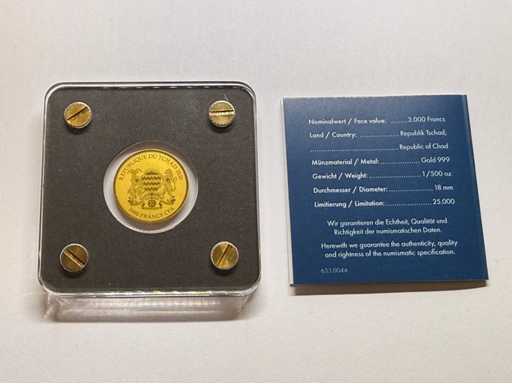 REPUBLIQUE DU TCHAD
3000 FRANCS CFA
Nominalwert / Face value: ........... 3.000 Francs
Land / Country: ................ Republik Tschad,
Republic of Chad
Münzmaterial / Metal: ............... Gold 999
Gewicht / Weight: ................ 1/500 oz
Durchmesser / Diameter: ............... 18 mm
Limitierung / Limitation: ............... 25.000
Wir garantieren die Echtheit, Qualität und
Richtigkeit der numismatischen Daten.
Herewith we guarantee the authenticity, quality
and rightness of the numismatic specification.